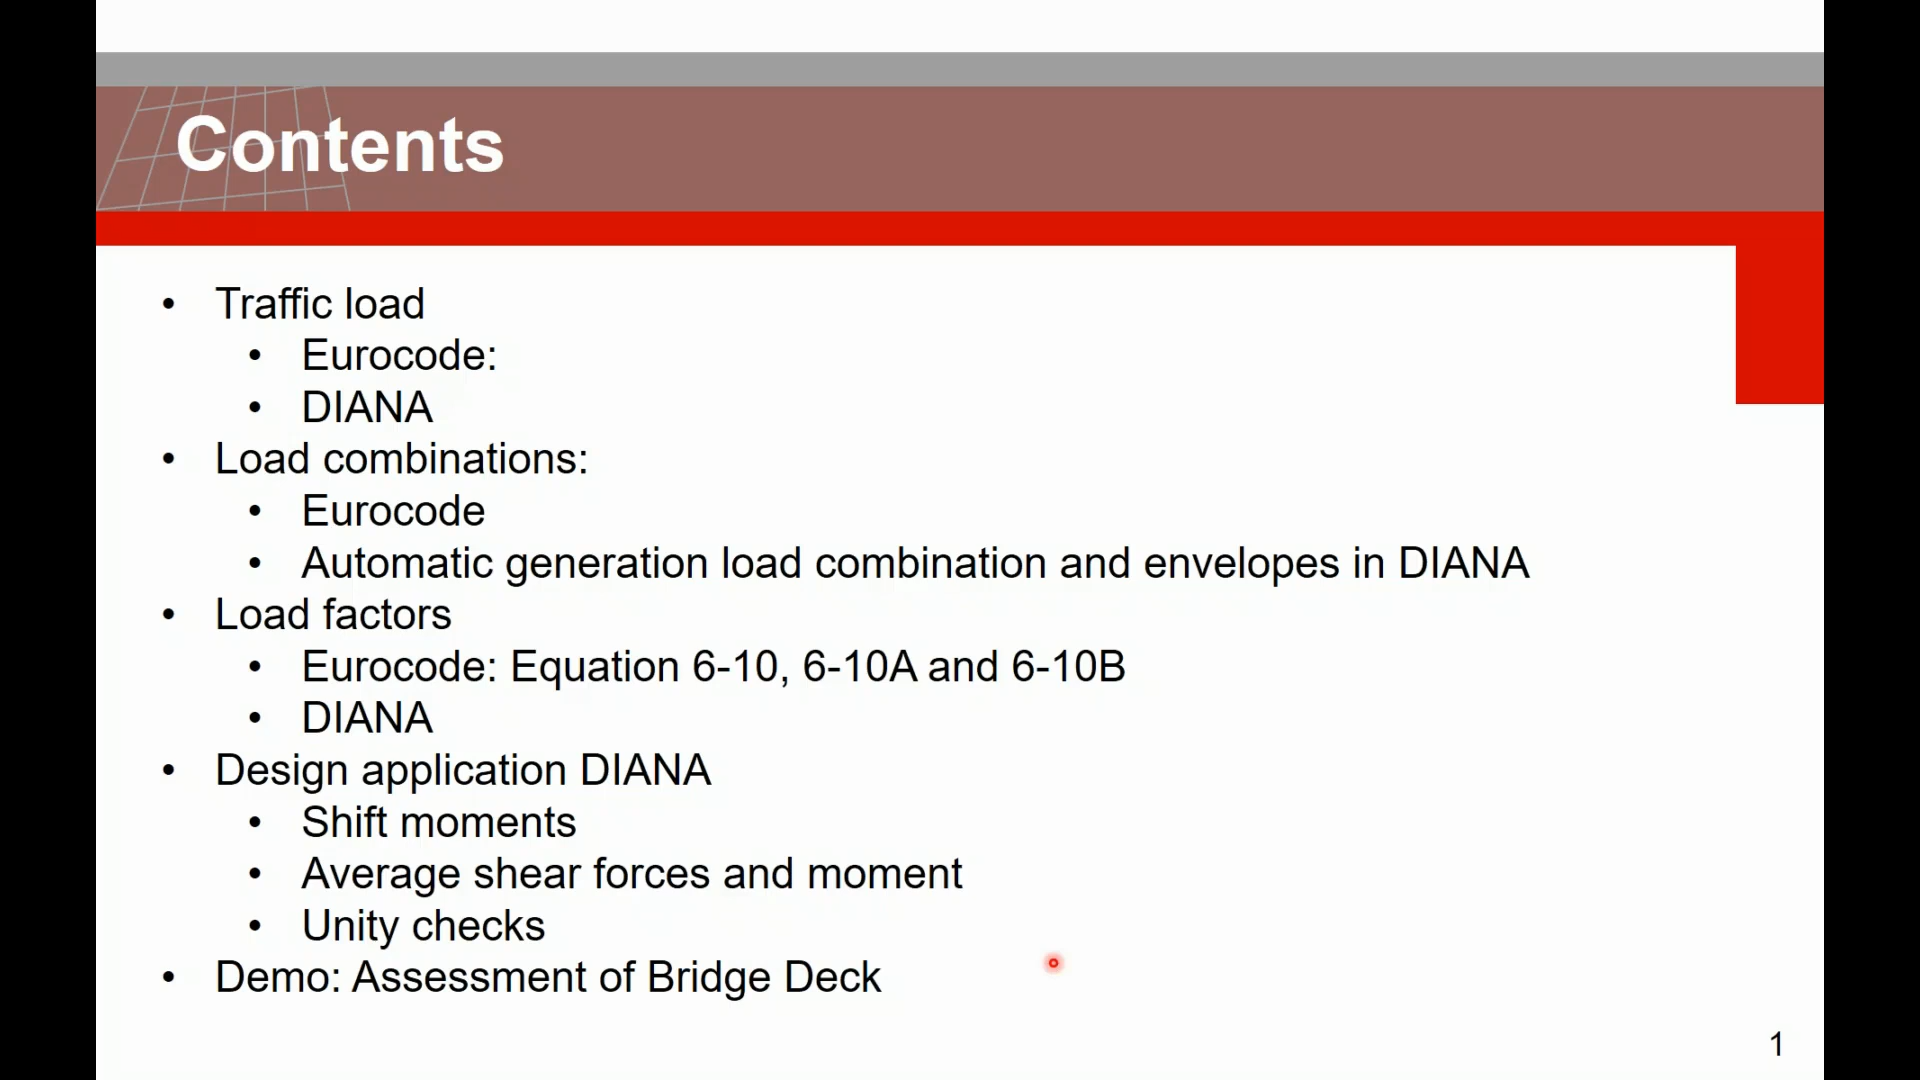 Contents
• Traffic load
• Eurocode:
• DIANA
• Load combinations:
• Eurocode
• Automatic generation load combination and envelopes in DIANA
• Load factors
• Eurocode: Equation 6-10, 6-10A and 6-10B
• DIANA
• Design application DIANA
• Shift moments
• Average shear forces and moment
• Unity checks
• Demo: Assessment of Bridge Deck
1